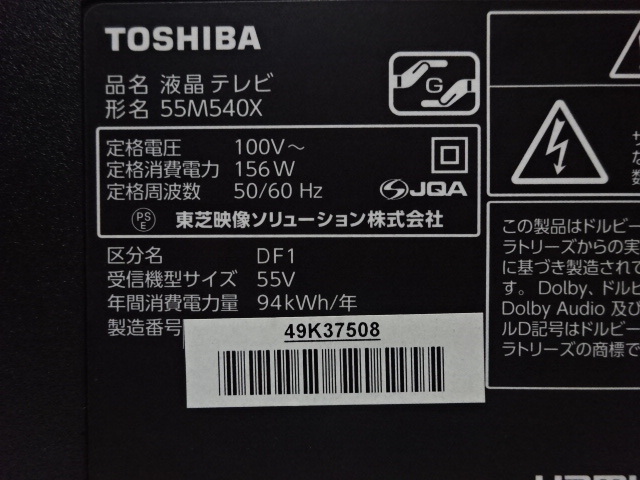 TOSHIBA
品名 液晶テレビ
形名 55M540X
G
定格電圧 100V～
定格消費電力 156W
定格周波数 50/60 Hz
JQA
PSE 東芝映像ソリューション株式会社
区分名 DF1
受信機型サイズ 55V
年間消費電力量 94kWh/年
製造番号
49K37508
この製品はドルビー
ラトリーズからの実
に基づき製造されて
す。Dolby、ドルビ
Dolby Audio 及び
ルD記号はドルビー
ラトリーズの商標で